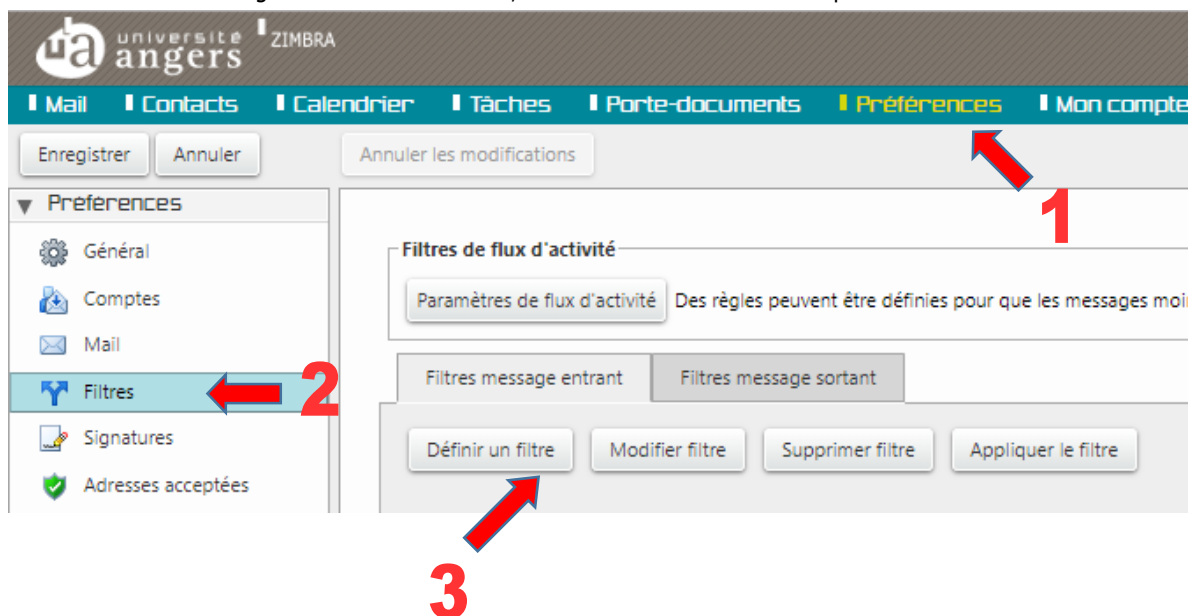 université
angers
ZIMBRA
Mail Contacts Calendrier Tâches Porte-documents Préférences Mon compte
Enregistrer Annuler Annuler les modifications
1
Préférences
Général
Filtres de flux d'activité
Comptes
Paramètres de flux d'activité Des règles peuvent être définies pour que les messages
Mail
Filtres
2
Filtres message entrant Filtres message sortant
Signatures
Définir un filtre Modifier filtre Supprimer filtre Appliquer le filtre
Adresses acceptées
3